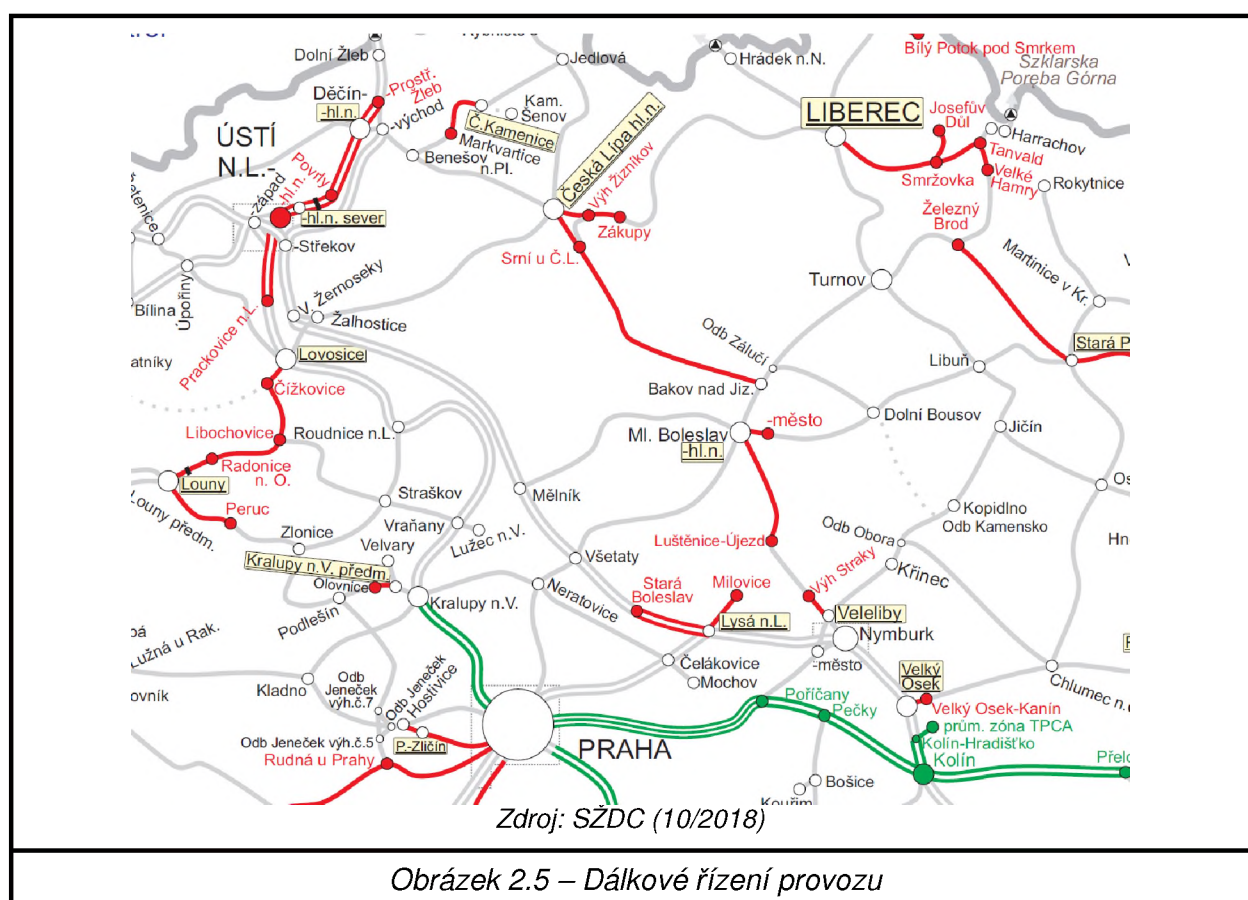 Dolní Žleb
Jedlová
Hrádek n.N.
Bílý Potok pod Smrkem
Szklarska
Poręba Górna
Děčín-
-hl.n.
-Prostř.
Žleb
-východ
Kam.
Šenov
Č.Kamenice
Markvartice
Benešov
n.Pl.
LIBEREC
Josefův
Důl
Harrachov
Tanvald
Velké
Hamry
Smržovka
Rokytnice
ÚSTÍ
N.L.-
-západ
-hl.n.
Povrly
-hl.n. sever
-Střekov
Česká Lípa hl.n.
Výh Žizníkov
Zákupy
Srní u Č.L.
Železný
Brod
Martinice v Kr.
Turnov
Úpořiny
Bílina
V. Žernoseky
Žalhostice
Prackovice n.L.
Lovosice
Čížkovice
Odb Zálučí
Libuň
Stará P
Bakov nad Jiz.
atníky
Libochovice
Roudnice n.L.
Ml. Boleslav
-hl.n.
-město
Dolní Bousov
Jičín
Radonice
n. O.
Louny
Louny předm.
Peruc
Straškov
Mělník
Kopidlno
Odb Kamensko
Zlonice
Vraňany
Lužec n.V.
Velvary
Všetaty
Luštěnice-Újezd
Odb Obora
Křinec
Kralupy n.V. předm.
Olovnice
Kralupy n.V.
Neratovice
Stará
Boleslav
Milovice
Výh Straky
Veleliby
Podlešín
Lysá n.L.
Nymburk
Lužná u Rak.
Čelákovice
Mochov
-město
Velký
Osek
Chlumec n.
Kladno
Odb
Jeneček
výh.č.7
Odb Jeneček
Hostivice
Poříčany
Pečky
Velký Osek-Kanín
prům. zóna TPCA
Kolín-Hradišťko
Kolín
ovník
Odb Jeneček výh.č.5
P.-Zličín
Rudná u Prahy
PRAHA
Přelo
Bošice
Kouřim
Zdroj: SŽDC (10/2018)
Obrázek 2.5 – Dálkové řízení provozu